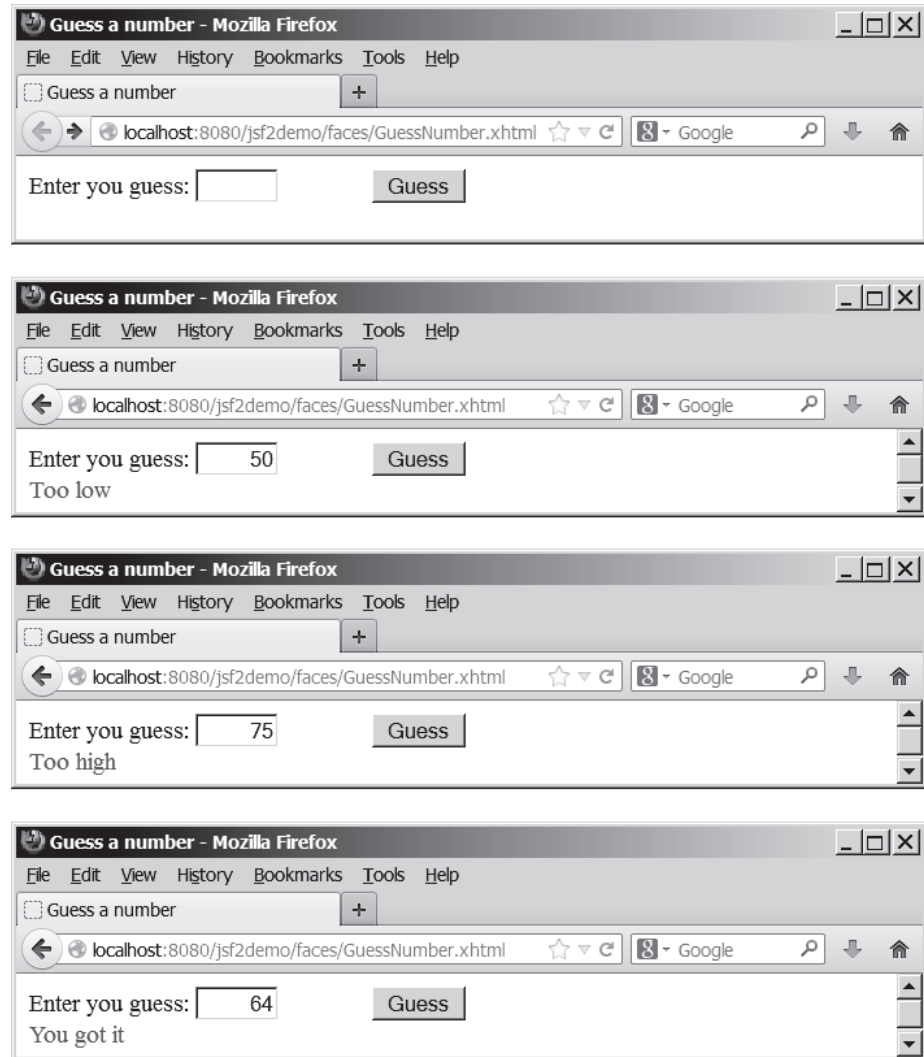 Guess a number - Mozilla Firefox
File Edit View History Bookmarks Tools Help
Guess a number +
localhost:8080/jsf2demo/faces/GuessNumber.xhtml 8 Google
Enter you guess: Guess
Guess a number - Mozilla Firefox
File Edit View History Bookmarks Tools Help
Guess a number +
localhost:8080/jsf2demo/faces/GuessNumber.xhtml 8 Google
Enter you guess: 50 Guess
Too low
Guess a number - Mozilla Firefox
File Edit View History Bookmarks Tools Help
Guess a number +
localhost:8080/jsf2demo/faces/GuessNumber.xhtml 8 Google
Enter you guess: 75 Guess
Too high
Guess a number - Mozilla Firefox
File Edit View History Bookmarks Tools Help
Guess a number +
localhost:8080/jsf2demo/faces/GuessNumber.xhtml 8 Google
Enter you guess: 64 Guess
You got it